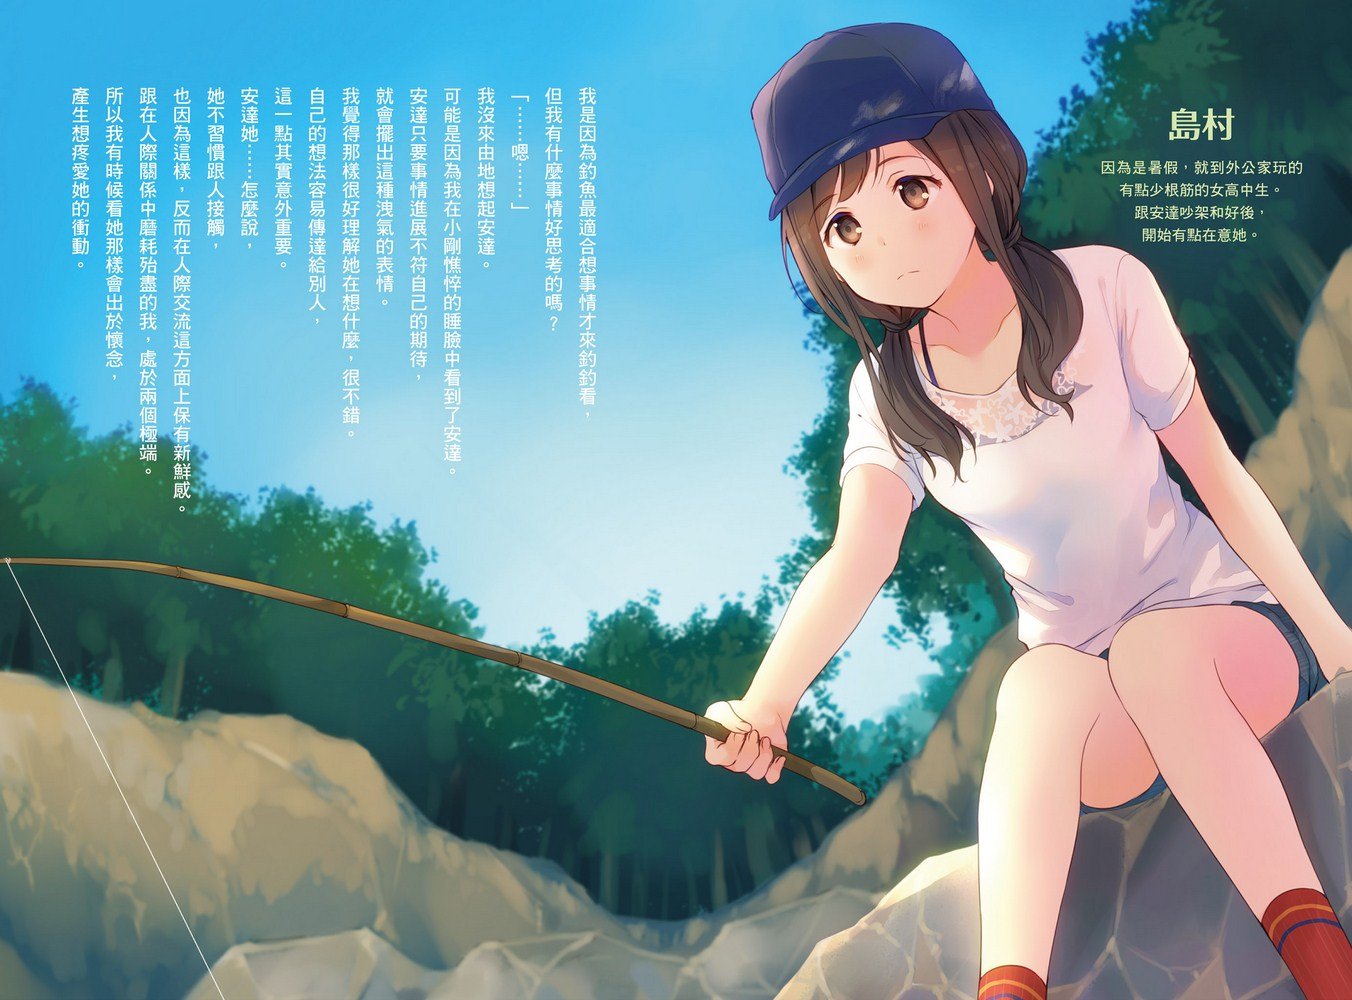 島村
因為是暑假，就到外公家玩的
有點少根筋的女高中生。
跟安達吵架和好後，
開始有點在意她。
我是因為釣魚最適合想事情才來釣釣看，
但我有什麼事情好思考的嗎？
「……嗯……」
我沒來由地想起安達。
可能是因為我在小剛憔悴的睡臉中看到了安達。
安達只要事情進展不符自己的期待，
就會擺出這種洩氣的表情。
我覺得那樣很好理解她在想什麼，很不錯。
自己的想法容易傳達給別人，
這一點其實意外重要。
安達她……怎麼說，
她不習慣跟人接觸，
也因為這樣，反而在人際交流這方面上保有新鮮感。
跟在人際關係中磨耗殆盡的我，處於兩個極端。
所以我有時候看她那樣會出於懷念，
產生想疼愛她的衝動。